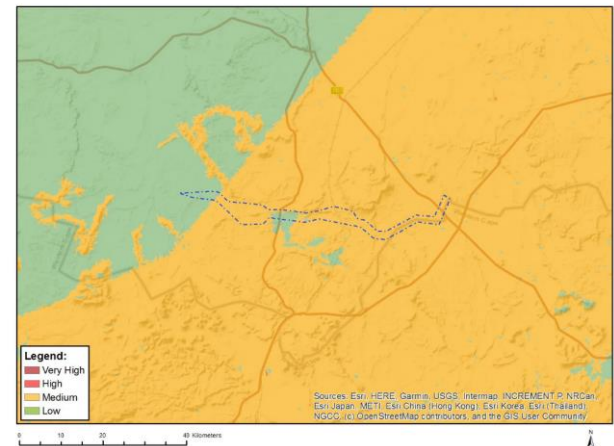 Legend:
Very High
High
Medium
Low
Sources: Esri, HERE, Garmin, USGS, Intermap, INCREMENT P, NRCan,
Esri Japan, METI, Esri China (Hong Kong), Esri Korea, Esri (Thailand),
NGCC, (c) OpenStreetMap contributors, and the GIS User Community
0 10 20 40 Kilometers
N